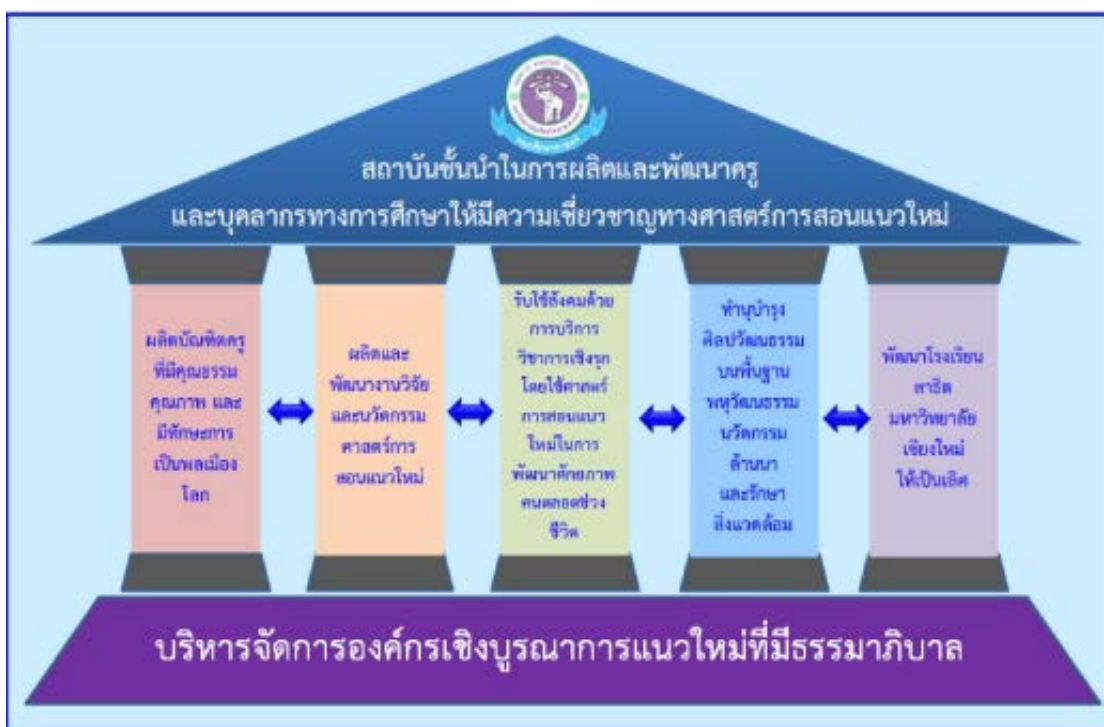 สถาบันชั้นนำในการผลิตและพัฒนาครู
และบุคลากรทางการศึกษาให้มีความเชี่ยวชาญทางศาสตร์การสอนแนวใหม่
ผลิตบัณฑิตครู
ที่มีคุณธรรม
คุณภาพ และ
มีทักษะการ
เป็นพลเมือง
โลก
ผลิตและ
พัฒนางานวิจัย
และนวัตกรรม
ศาสตร์การ
สอนแนวใหม่
รับใช้สังคมด้วย
การบริการ
วิชาการเชิงรุก
โดยใช้ศาสตร์
การสอนแนว
ใหม่ในการ
พัฒนาศักยภาพ
คนตลอดช่วง
ชีวิต
ทำนุบำรุง
ศิลปวัฒนธรรม
บนพื้นฐาน
พหุวัฒนธรรม
นวัตกรรม
ล้านนา
และรักษา
สิ่งแวดล้อม
พัฒนาโรงเรียน
สาธิต
มหาวิทยาลัย
เชียงใหม่
ให้เป็นเลิศ
บริหารจัดการองค์กรเชิงบูรณาการแนวใหม่ที่มีธรรมาภิบาล